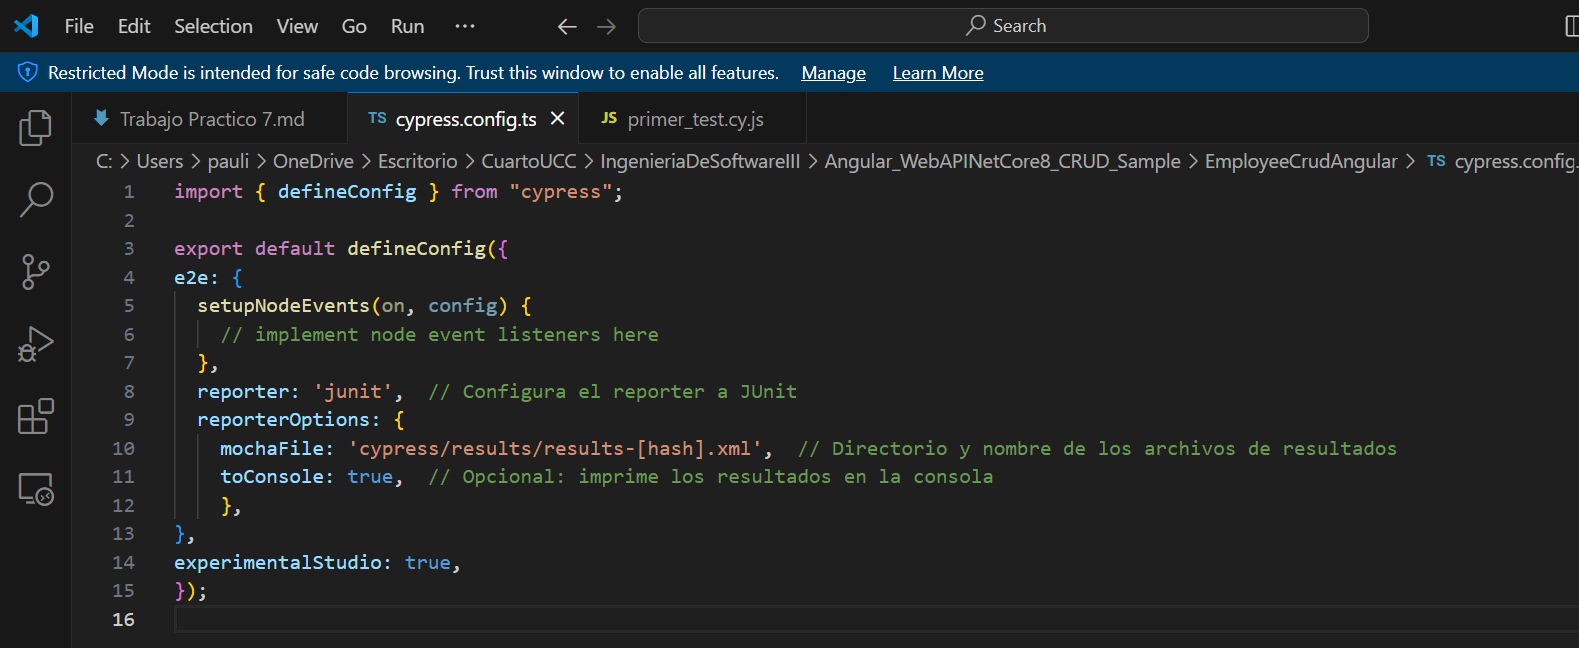 File Edit Selection View Go Run ··· ← → Search
Restricted Mode is intended for safe code browsing. Trust this window to enable all features. Manage Learn More
Trabajo Practico 7.md TS cypress.config.ts × JS primer_test.cy.js
C: > Users > pauli > OneDrive > Escritorio > CuartoUCC > IngenieriaDeSoftwareIII > Angular_WebAPINetCore8_CRUD_Sample > EmployeeCrudAngular > TS cypress.config.
1 import { defineConfig } from "cypress";
2
3 export default defineConfig({
4 e2e: {
5   setupNodeEvents(on, config) {
6     // implement node event listeners here
7   },
8   reporter: 'junit',  // Configura el reporter a JUnit
9   reporterOptions: {
10     mochaFile: 'cypress/results/results-[hash].xml',  // Directorio y nombre de los archivos de resultados
11     toConsole: true,  // Opcional: imprime los resultados en la consola
12     },
13 },
14 experimentalStudio: true,
15 });
16